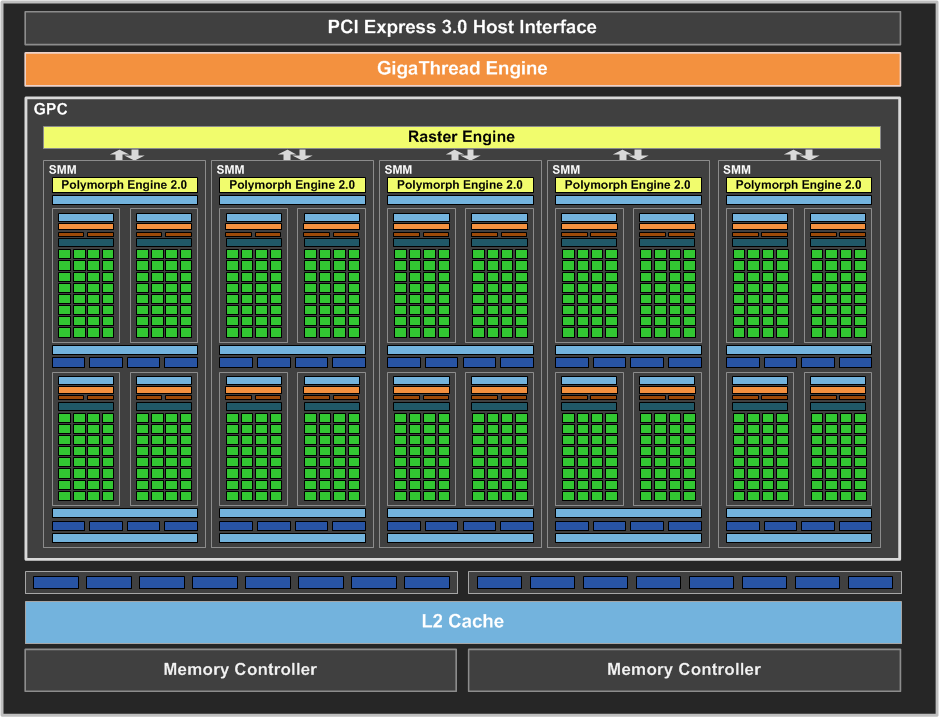 PCI Express 3.0 Host Interface
GigaThread Engine
GPC
Raster Engine
SMM SMM SMM SMM SMM
Polymorph Engine 2.0 Polymorph Engine 2.0 Polymorph Engine 2.0 Polymorph Engine 2.0 Polymorph Engine 2.0
L2 Cache
Memory Controller Memory Controller